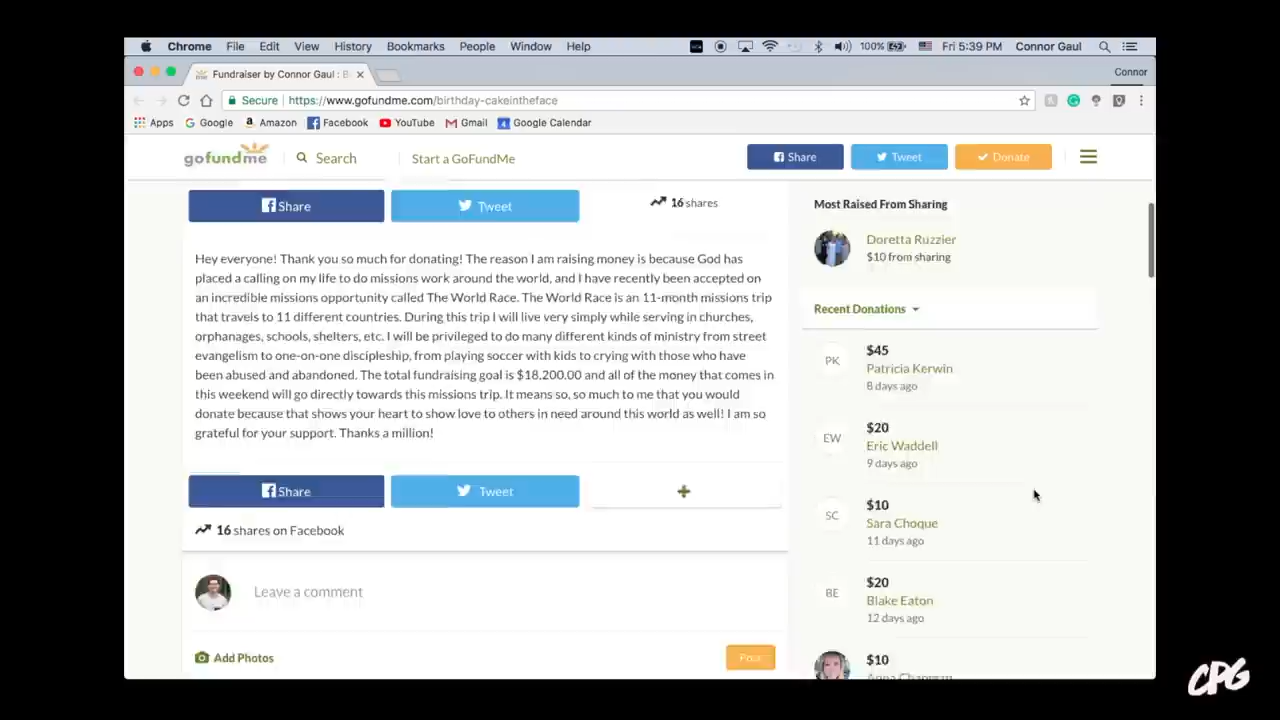 Chrome File Edit View History Bookmarks People Window Help 100% Fri 5:39 PM Connor Gaul
Fundraiser by Connor Gaul : B
Connor
Secure https://www.gofundme.com/birthday-cakeintheface
Apps Google Amazon Facebook YouTube Gmail Google Calendar
gofundme Search Start a GoFundMe Share Tweet Donate
Share Tweet 16 shares
Hey everyone! Thank you so much for donating! The reason I am raising money is because God has
placed a calling on my life to do missions work around the world, and I have recently been accepted on
an incredible missions opportunity called The World Race. The World Race is an 11-month missions trip
that travels to 11 different countries. During this trip I will live very simply while serving in churches,
orphanages, schools, shelters, etc. I will be privileged to do many different kinds of ministry from street
evangelism to one-on-one discipleship, from playing soccer with kids to crying with those who have
been abused and abandoned. The total fundraising goal is $18,200.00 and all of the money that comes in
this weekend will go directly towards this missions trip. It means so, so much to me that you would
donate because that shows your heart to show love to others in need around this world as well! I am so
grateful for your support. Thanks a million!
Share Tweet
16 shares on Facebook
Leave a comment
Add Photos Post
Most Raised From Sharing
Doretta Ruzzier
$10 from sharing
Recent Donations
PK $45
Patricia Kerwin
8 days ago
EW $20
Eric Waddell
9 days ago
SC $10
Sara Choque
11 days ago
BE $20
Blake Eaton
12 days ago
$10
CPG